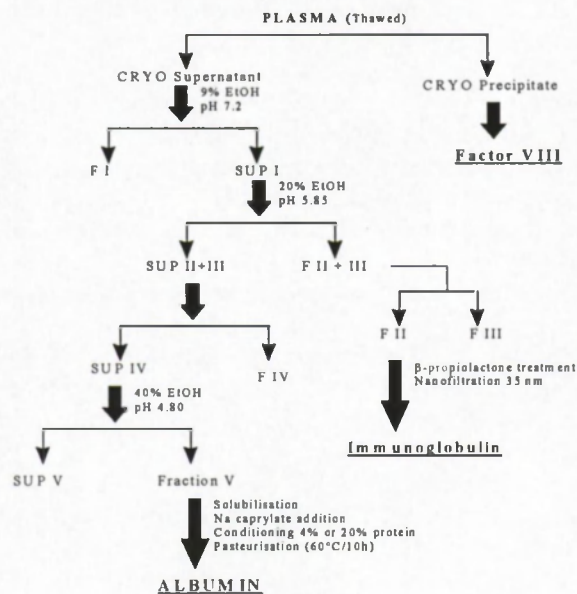 PLASMA (Thawed)
CRYO Supernatant
CRYO Precipitate
9% EtOH
pH 7.2
Factor VIII
F I
SUP I
20% EtOH
pH 5.85
SUP II+III
F II + III
F II
F III
SUP IV
F IV
β-propiolactone treatment
Nanofiltration 35 nm
40% EtOH
pH 4.80
Immunoglobulin
SUP V
Fraction V
Solubilisation
Na caprylate addition
Conditioning 4% or 20% protein
Pasteurisation (60°C/10h)
ALBUMIN